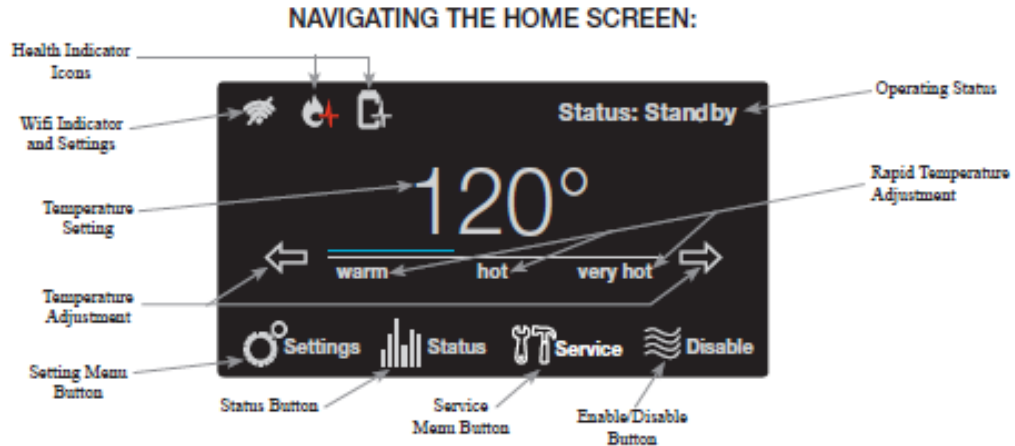 NAVIGATING THE HOME SCREEN:
Health Indicator
Icons
Wifi Indicator
and Settings
Status: Standby
Operating Status
Temperature
Setting
120°
Rapid Temperature
Adjustment
warm hot very hot
Temperature
Adjustment
Settings Status Service Disable
Setting Menu
Button
Status Button
Service
Menu Button
Enable/Disable
Button